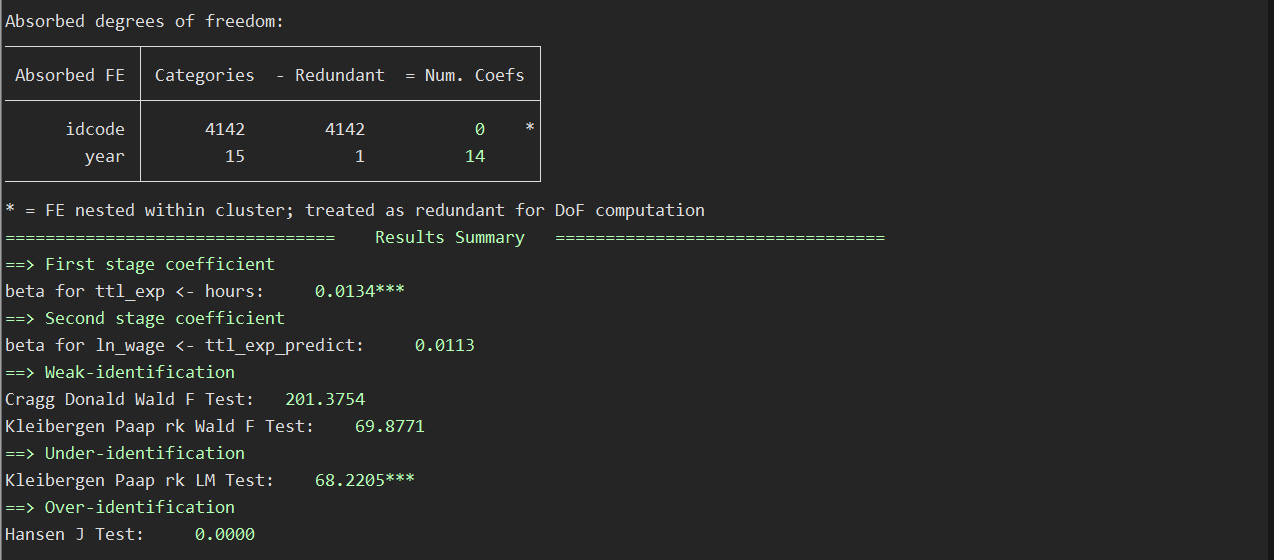 Absorbed degrees of freedom:
Absorbed FE Categories - Redundant = Num. Coefs
idcode 4142 4142 0 *
year 15 1 14
* = FE nested within cluster; treated as redundant for DoF computation
================================= Results Summary =================================
==> First stage coefficient
beta for ttl_exp <- hours: 0.0134***
==> Second stage coefficient
beta for ln_wage <- ttl_exp_predict: 0.0113
==> Weak-identification
Cragg Donald Wald F Test: 201.3754
Kleibergen Paap rk Wald F Test: 69.8771
==> Under-identification
Kleibergen Paap rk LM Test: 68.2205***
==> Over-identification
Hansen J Test: 0.0000